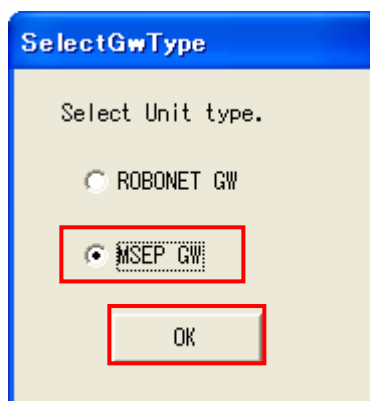 SelectGwType
Select Unit type.
ROBONET GW
MSEP GW
OK